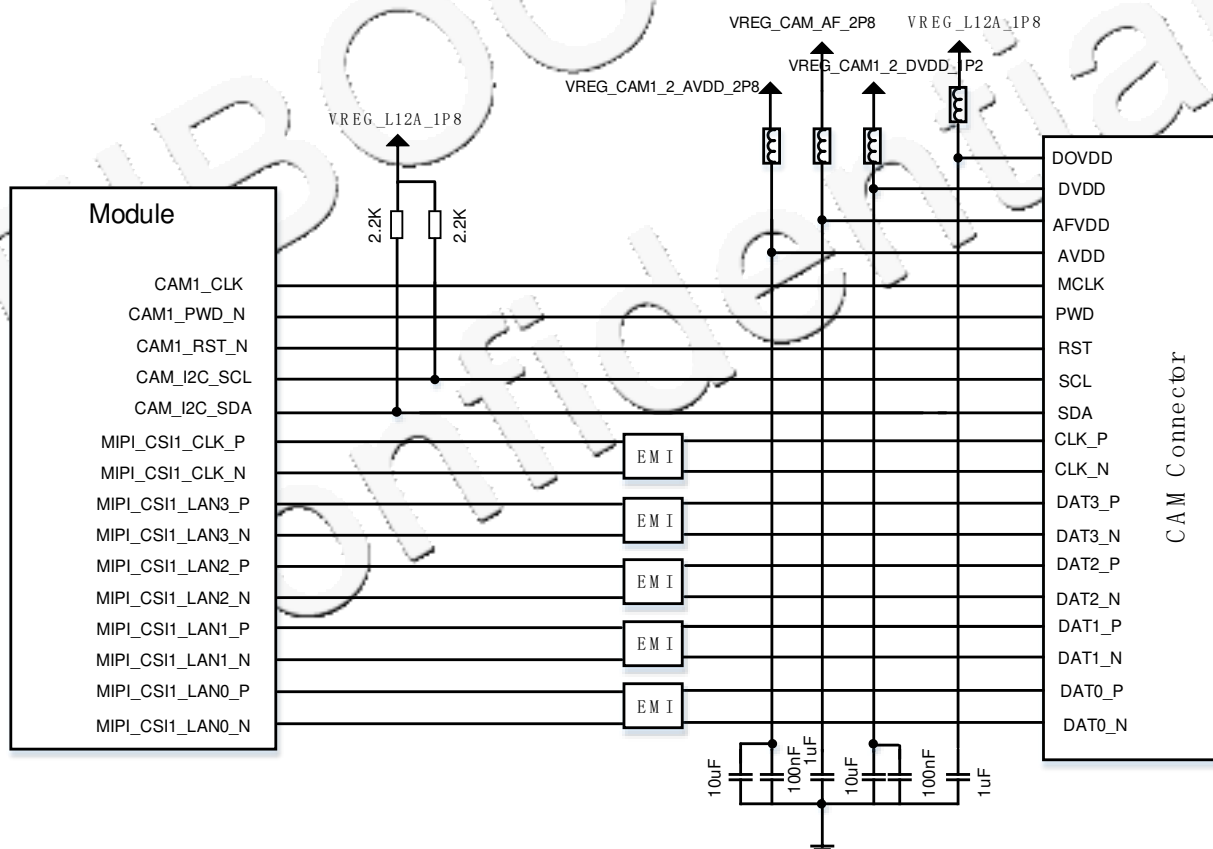 VREG_CAM_AF_2P8
VREG_L12A_1P8
VREG_CAM1_2_DVDD_1P2
VREG_CAM1_2_AVDD_2P8
VREG_L12A_1P8
2.2K
2.2K
Module
CAM1_CLK
CAM1_PWD_N
CAM1_RST_N
CAM_I2C_SCL
CAM_I2C_SDA
MIPI_CSI1_CLK_P
MIPI_CSI1_CLK_N
MIPI_CSI1_LAN3_P
MIPI_CSI1_LAN3_N
MIPI_CSI1_LAN2_P
MIPI_CSI1_LAN2_N
MIPI_CSI1_LAN1_P
MIPI_CSI1_LAN1_N
MIPI_CSI1_LAN0_P
MIPI_CSI1_LAN0_N
EMI
EMI
EMI
EMI
EMI
DOVDD
DVDD
AFVDD
AVDD
MCLK
PWD
RST
SCL
SDA
CLK_P
CLK_N
DAT3_P
DAT3_N
DAT2_P
DAT2_N
DAT1_P
DAT1_N
DAT0_P
DAT0_N
CAM Connector
10uF
100nF
1uF
10uF
100nF
1uF
Confidential